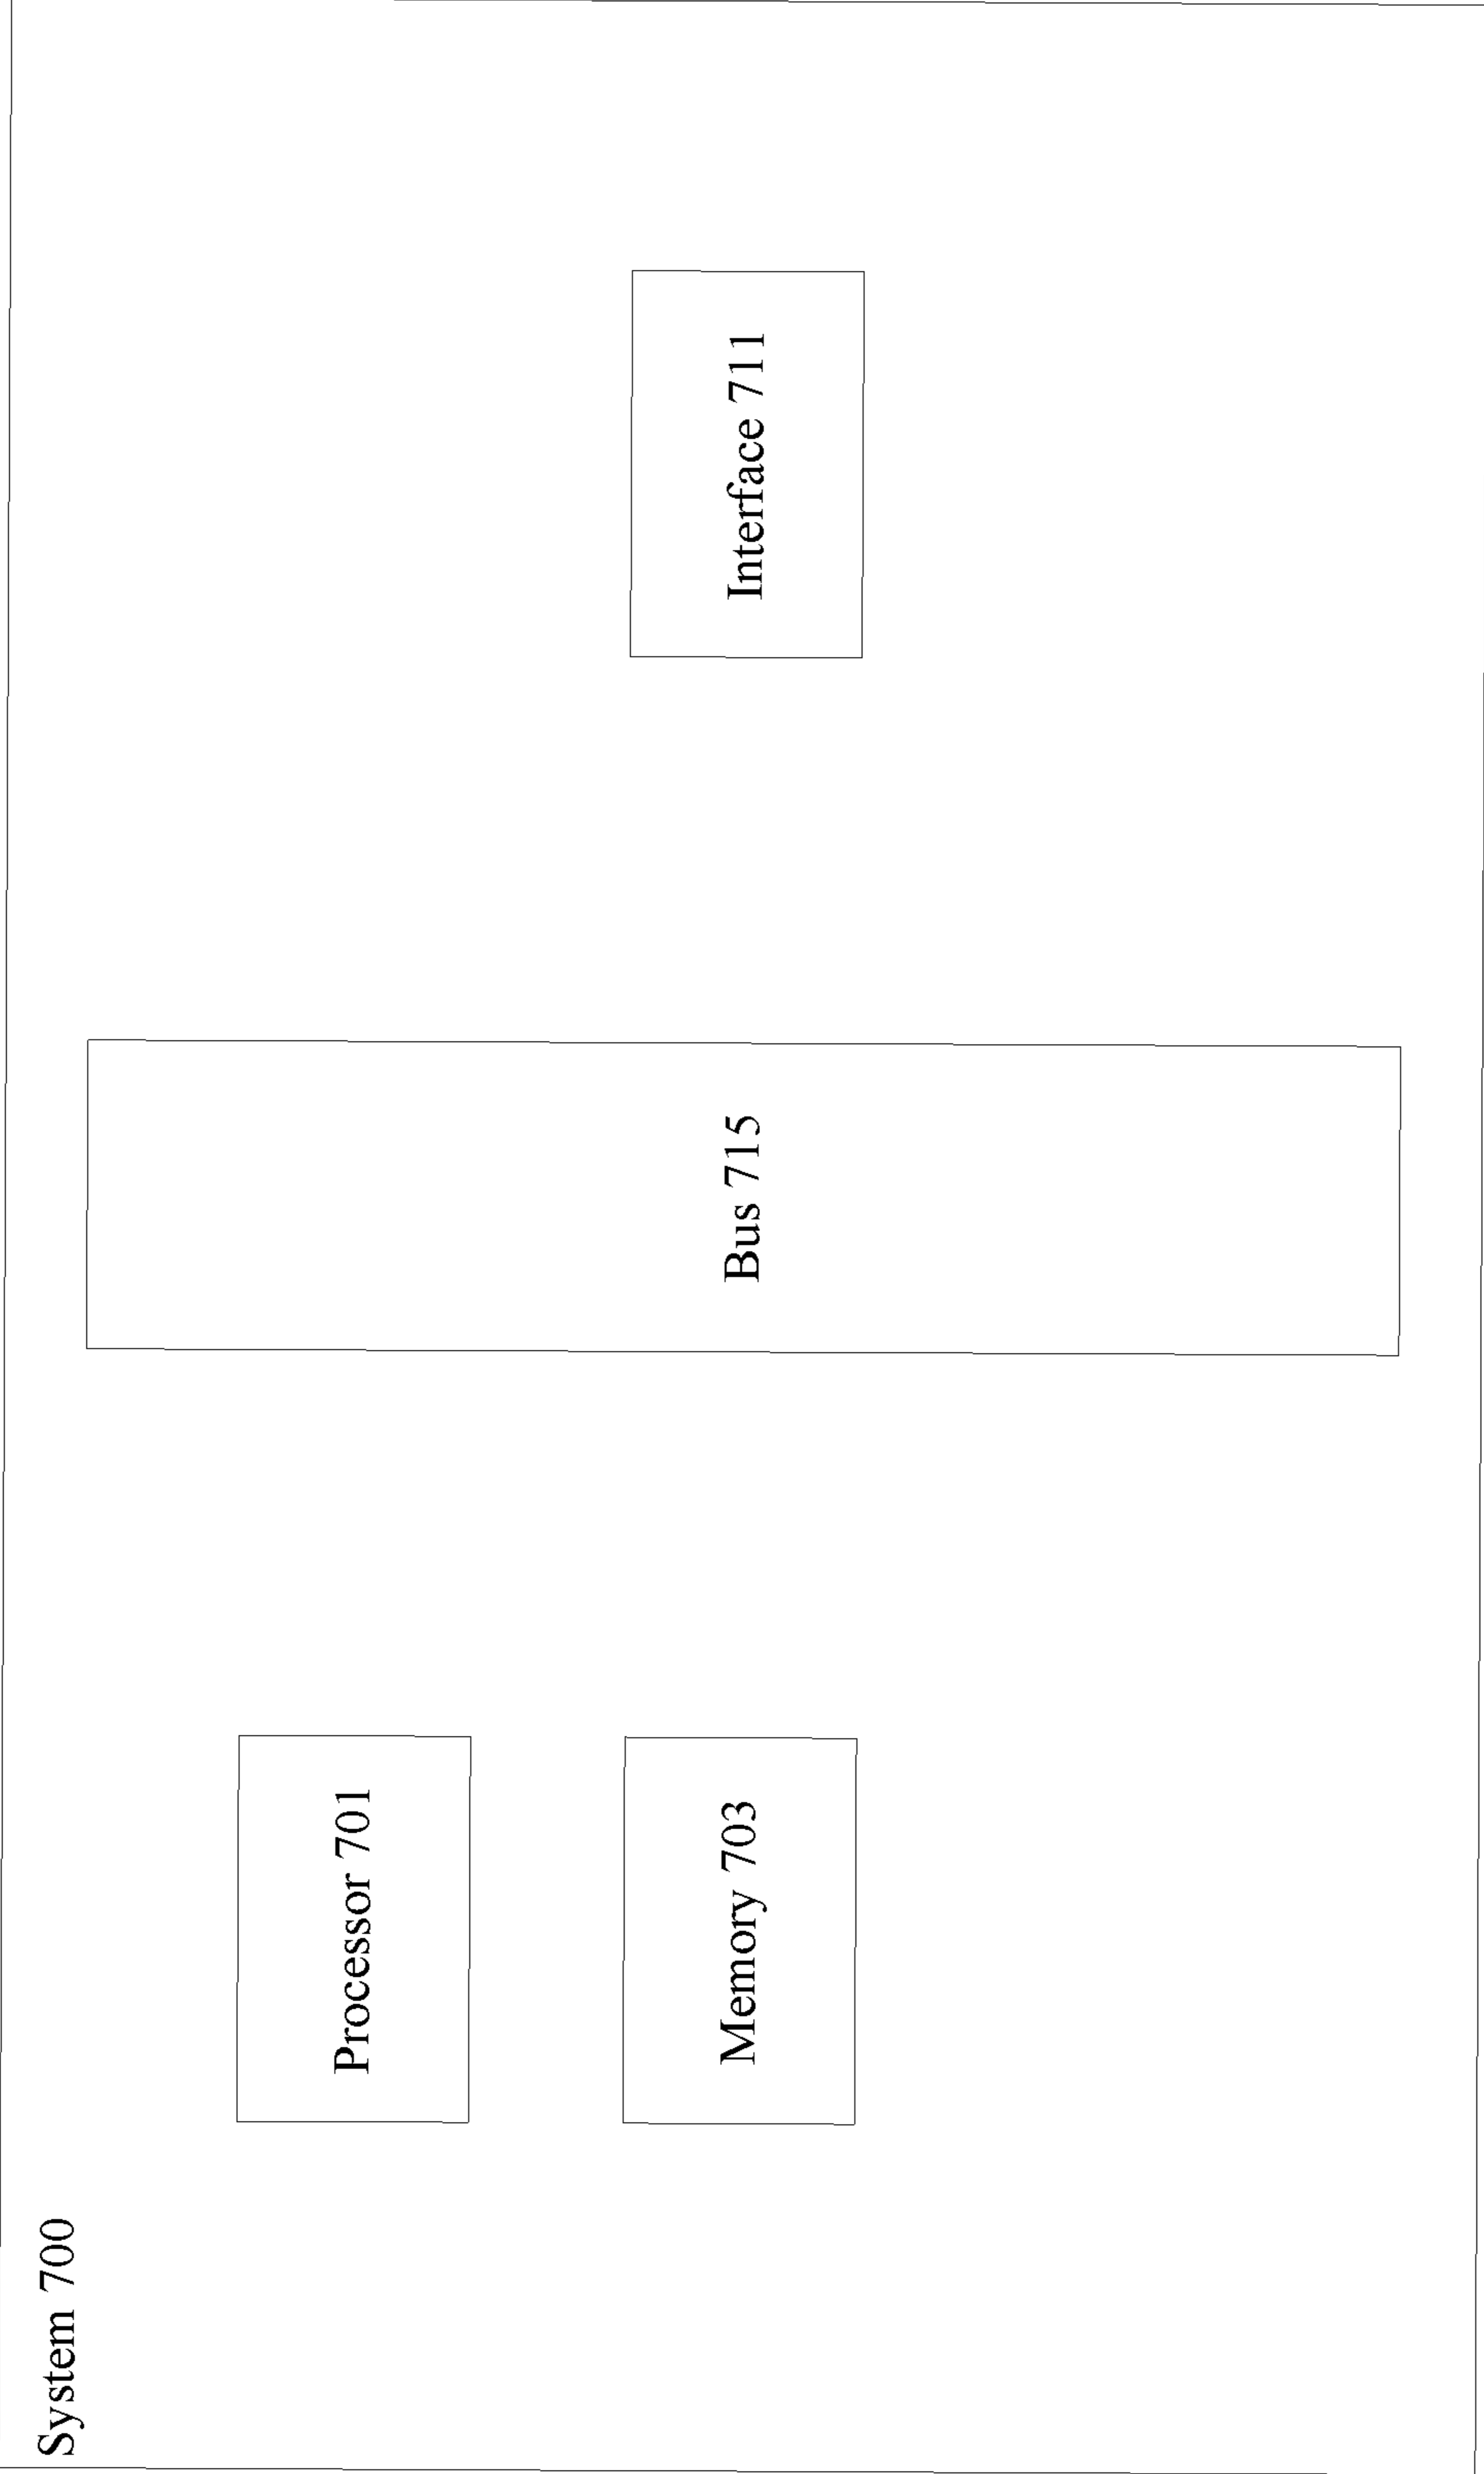 System 700
Processor 701
Memory 703
Bus 715
Interface 711